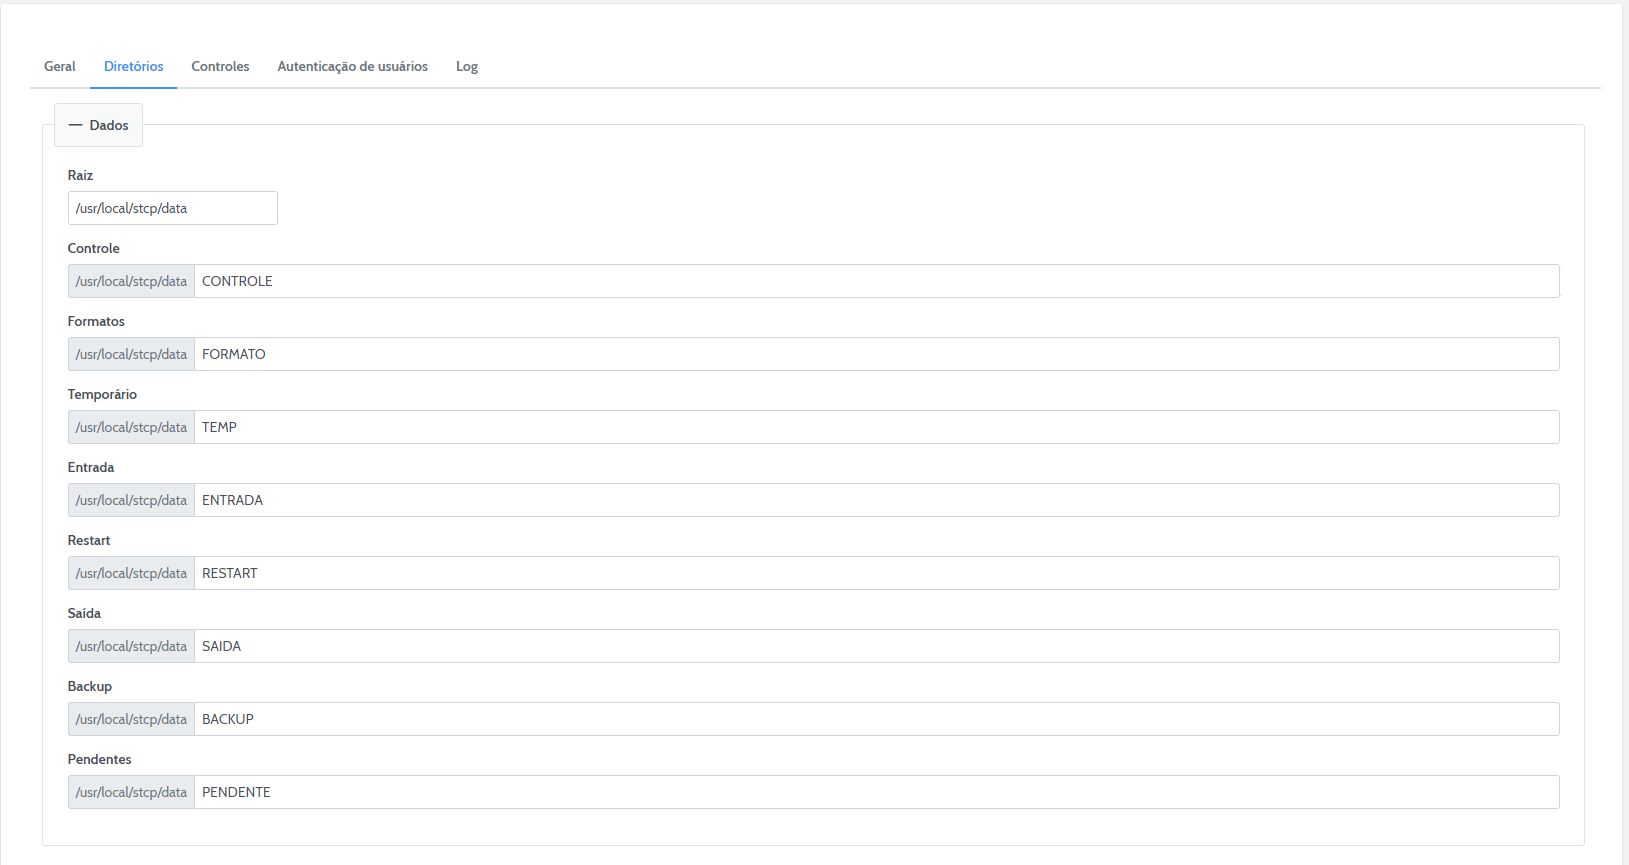 Geral Diretórios Controles Autenticação de usuários Log
— Dados
Raiz
/usr/local/stcp/data
Controle
/usr/local/stcp/data CONTROLE
Formatos
/usr/local/stcp/data FORMATO
Temporário
/usr/local/stcp/data TEMP
Entrada
/usr/local/stcp/data ENTRADA
Restart
/usr/local/stcp/data RESTART
Saída
/usr/local/stcp/data SAIDA
Backup
/usr/local/stcp/data BACKUP
Pendentes
/usr/local/stcp/data PENDENTE